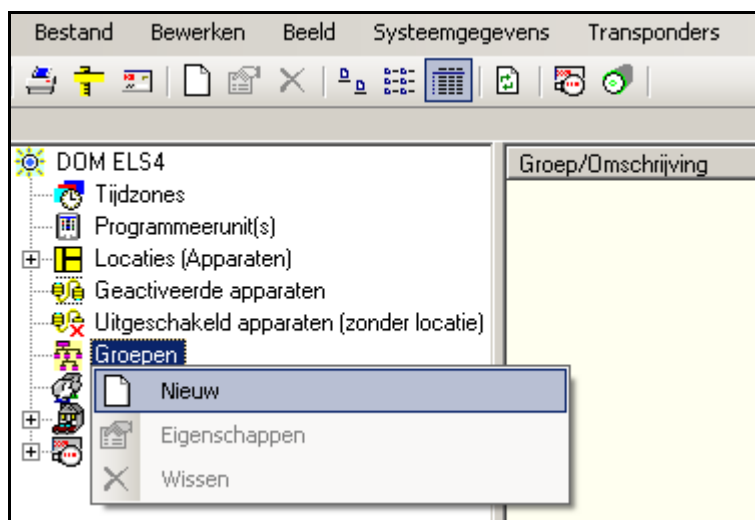 Bestand Bewerken Beeld Systeemgegevens Transponders
DOM ELS4
Groep/Omschrijving
Tijdzones
Programmeerunit(s)
Locaties (Apparaten)
Geactiveerde apparaten
Uitgeschakeld apparaten (zonder locatie)
Groepen
Nieuw
Eigenschappen
Wissen